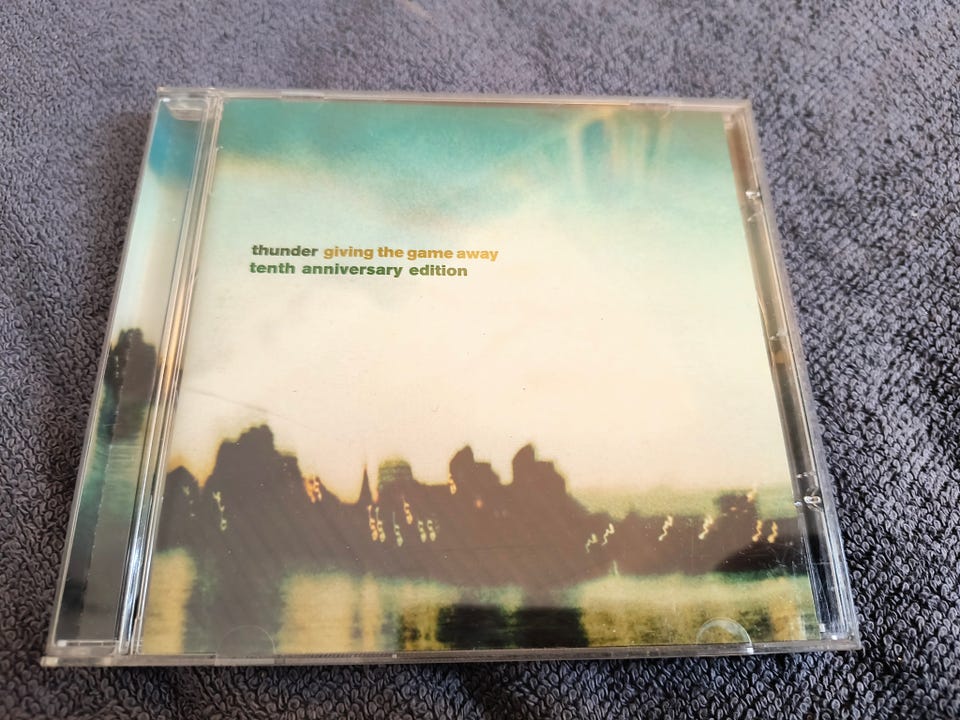 thunder giving the game away
tenth anniversary edition